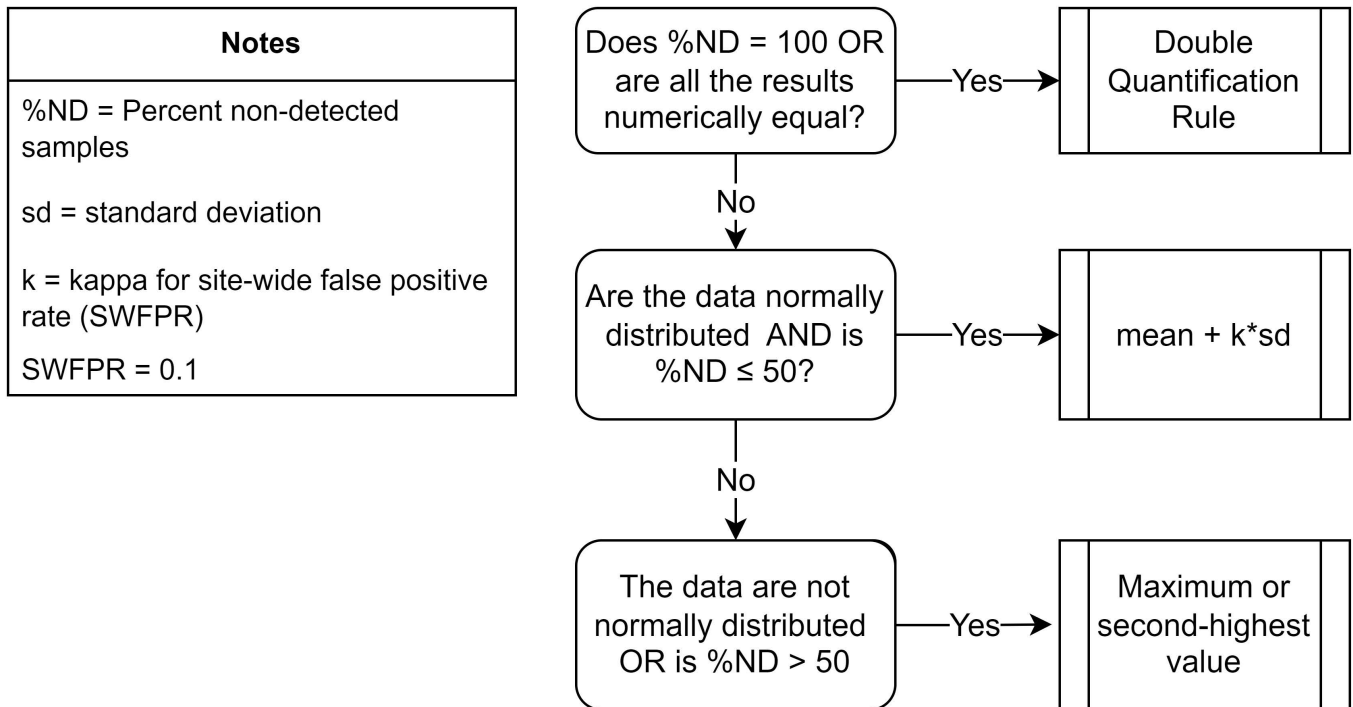 Notes
%ND = Percent non-detected
samples
sd = standard deviation
k = kappa for site-wide false positive
rate (SWFPR)
SWFPR = 0.1
Does %ND = 100 OR
are all the results
numerically equal?
Yes
Double
Quantification
Rule
No
Are the data normally
distributed AND is
%ND ≤ 50?
Yes
mean + k*sd
No
The data are not
normally distributed
OR is %ND > 50
Yes
Maximum or
second-highest
value